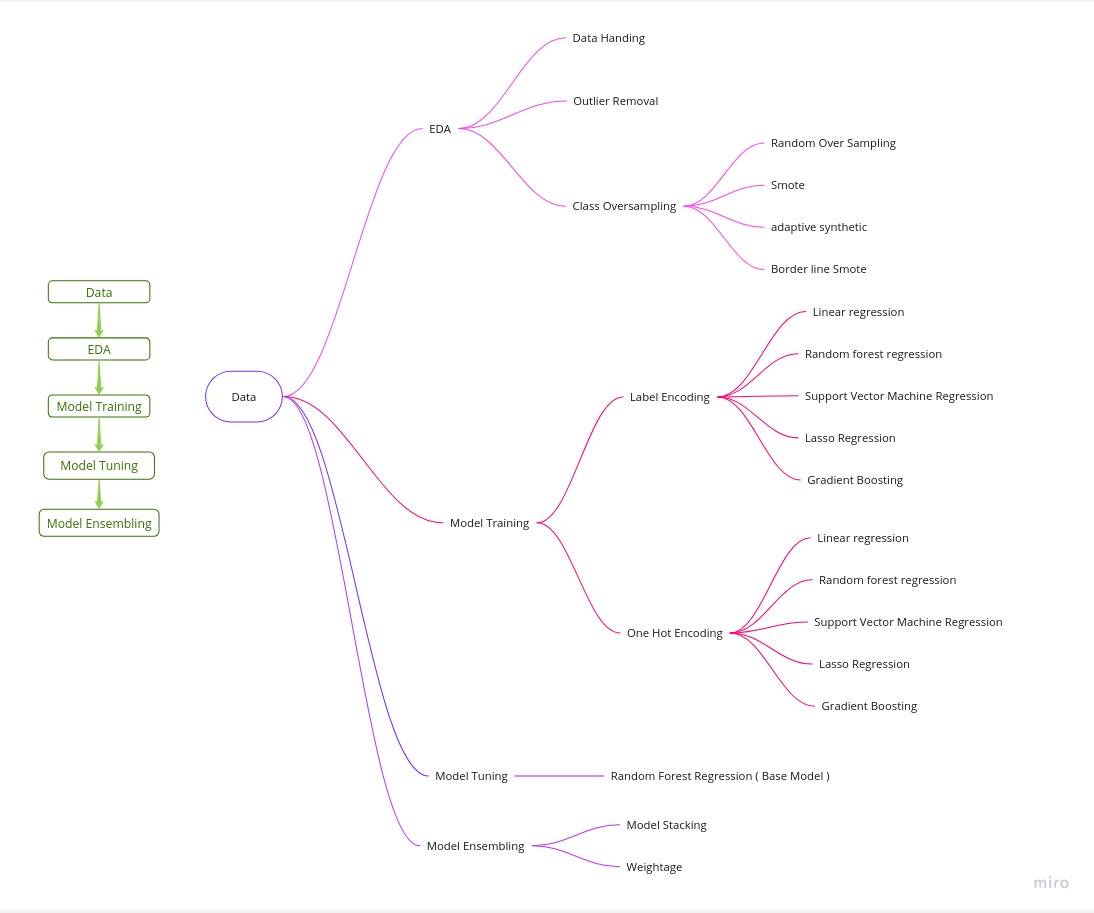 Data
EDA
Model Training
Model Tuning
Model Ensembling
Data
EDA
Data Handing
Outlier Removal
Class Oversampling
Random Over Sampling
Smote
adaptive synthetic
Border line Smote
Model Training
Label Encoding
Linear regression
Random forest regression
Support Vector Machine Regression
Lasso Regression
Gradient Boosting
One Hot Encoding
Linear regression
Random forest regression
Support Vector Machine Regression
Lasso Regression
Gradient Boosting
Model Tuning
Random Forest Regression ( Base Model )
Model Ensembling
Model Stacking
Weightage
miro